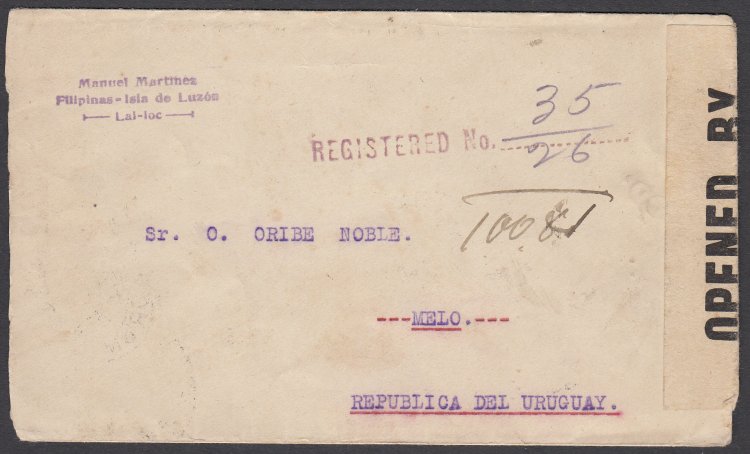 Manuel Martinez
Filipinas-Isla de Luzón
Lal-loc
REGISTERED No. 35
26
10081
Sr. O. ORIBE NOBLE.
---MELO.---
REPUBLICA DEL URUGUAY.
OPENED BY